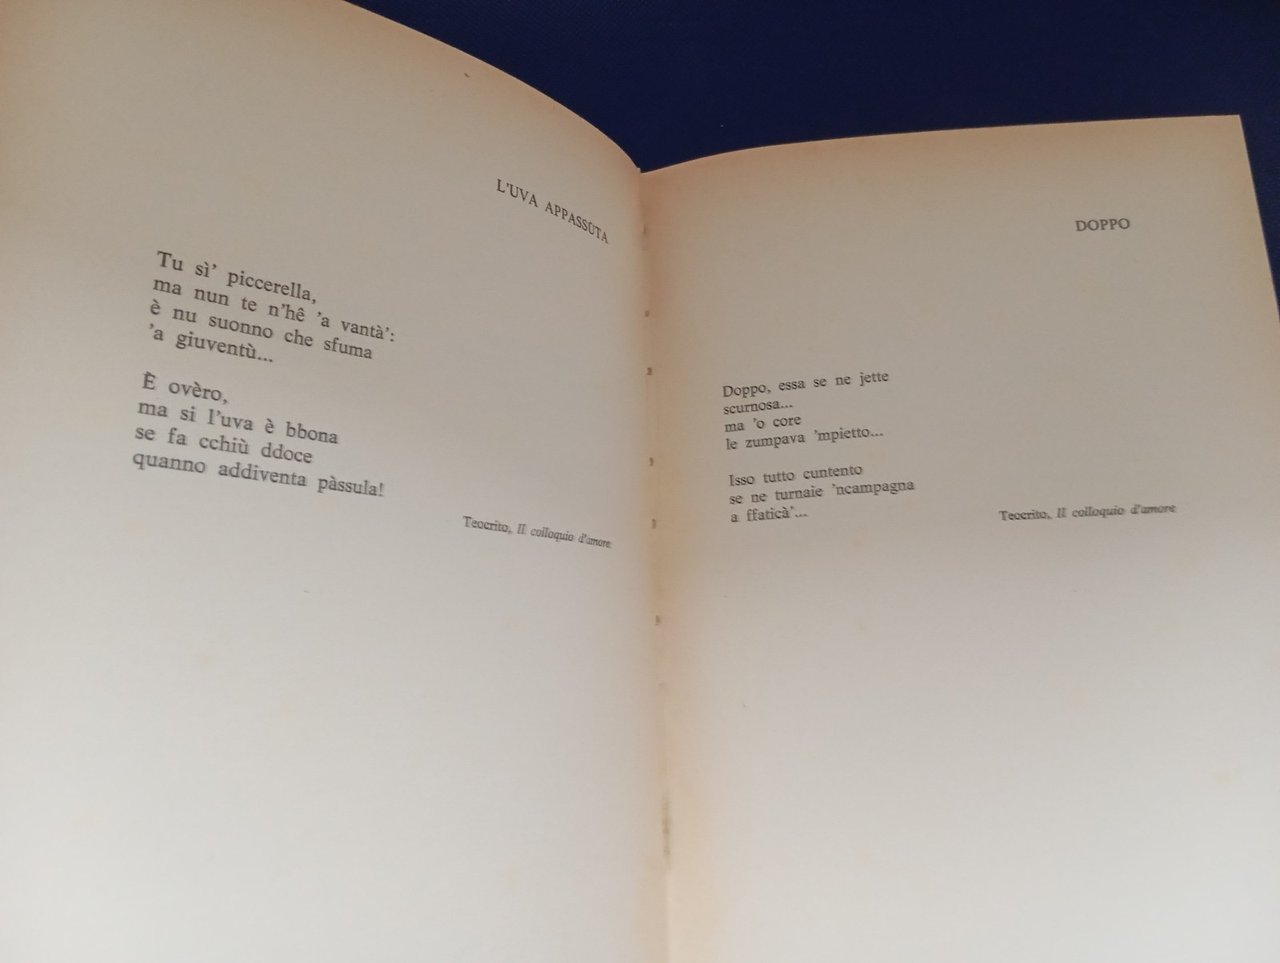 L'UVA APPASSÛTA
Tu sì' piccerella,
ma nun te n'hê 'a vantà':
è nu suonno che sfuma
'a giuventù...
È ovèro,
ma si l'uva è bbona
se fa cchiù ddoce
quanno addiventa pàssula!
Teocrito, Il colloquio d'amore
DOPPO
Doppo, essa se ne jette
scurnosa...
ma 'o core
le zumpava 'mpietto...
Isso tutto cuntento
se ne turnaie 'ncampagna
a ffaticà'...
Teocrito, Il colloquio d'amore